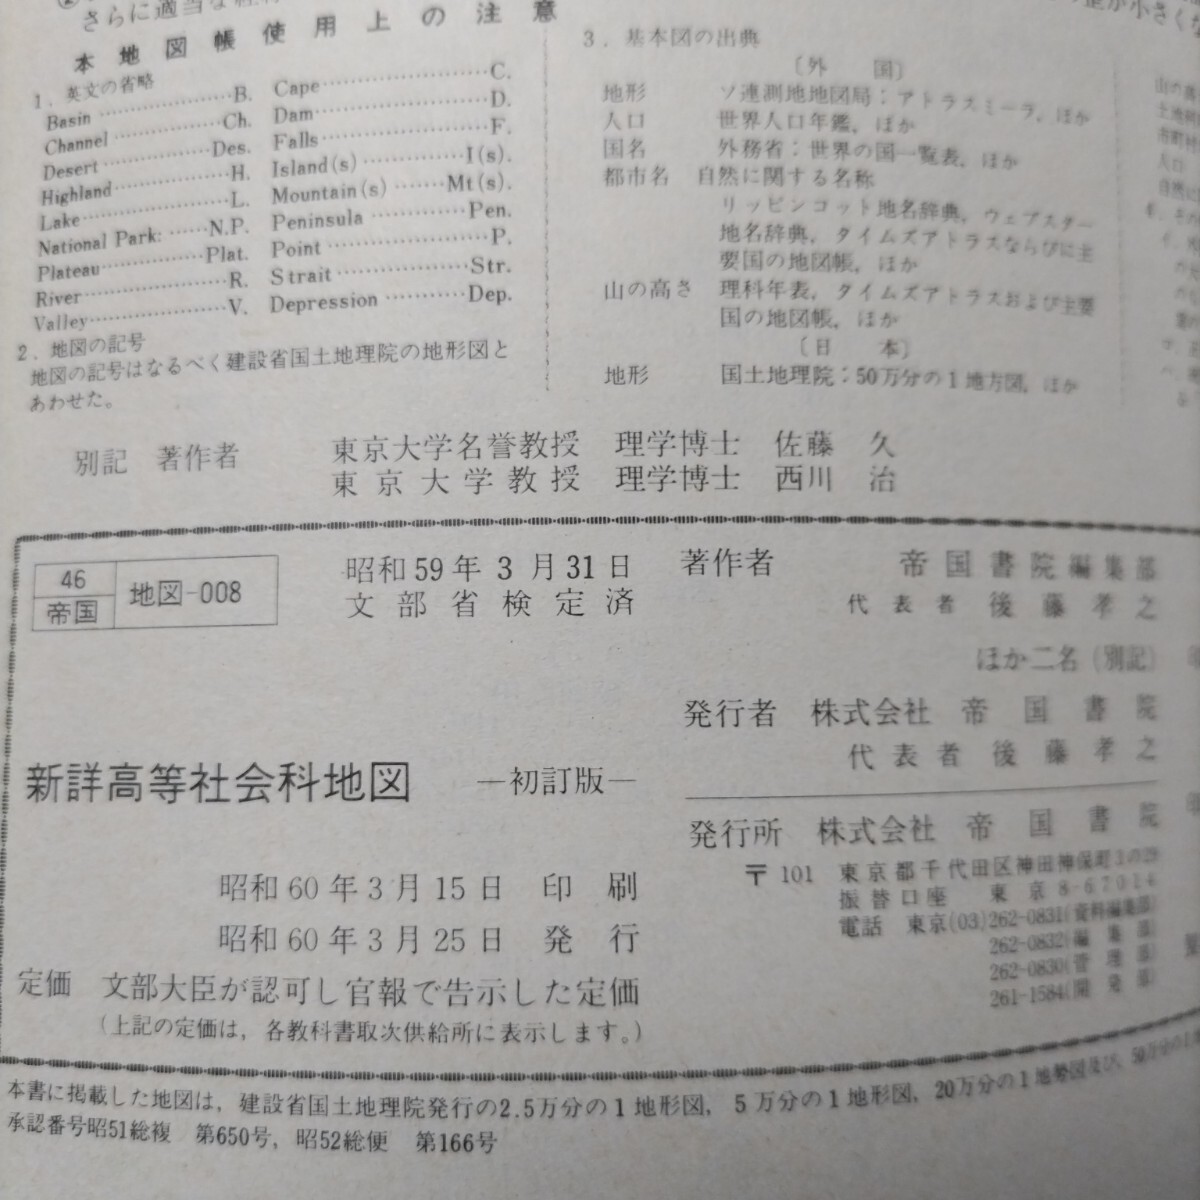 さらに適当な
本地図帳使用上の注意
1．英文の省略
Basin……………………B.
Channel………………Ch.
Desert………………Des.
Highland………………H.
Lake……………………L.
National Park:……N.P.
Plateau……………Plat.
River……………………R.
Valley…………………V.
Cape……………………C.
Dam……………………D.
Falls……………………F.
Island(s)……………I(s).
Mountain(s)………Mt(s).
Peninsula……………Pen.
Point……………………P.
Strait…………………Str.
Depression…………Dep.
2．地図の記号
地図の記号はなるべく建設省国土地理院の地形図と
あわせた。
3．基本図の出典
〔外　国〕
地形　ソ連測地地図局：アトラスミーラ，ほか
人口　世界人口年鑑，ほか
国名　外務省：世界の国一覧表，ほか
都市名　自然に関する名称
リッピンコット地名辞典，ウェブスター
地名辞典，タイムズアトラスならびに主
要国の地図帳，ほか
山の高さ　理科年表，タイムズアトラスおよび主要
国の地図帳，ほか
〔日　本〕
地形　国土地理院：50万分の1地方図，ほか
別記　著作者
東京大学名誉教授　理学博士　佐藤　久
東京大学教授　理学博士　西川　治
46
帝国
地図-008
昭和59年3月31日
文部省検定済
新詳高等社会科地図　―初訂版―
昭和60年3月15日　印刷
昭和60年3月25日　発行
定価　文部大臣が認可し官報で告示した定価
（上記の定価は，各教科書取次供給所に表示します。）
著作者　帝国書院編集部
代表者　後藤孝之
ほか二名（別記）
発行者　株式会社　帝国書院
代表者　後藤孝之
発行所　株式会社　帝国書院
〒101　東京都千代田区神田神保町3の29
振替口座　東京8-67014
電話　東京(03)262-0831(資料編集部)
262-0832(編集部)
262-0830(管理部)
261-1584(開発部)
本書に掲載した地図は，建設省国土地理院発行の2.5万分の1地形図，5万分の1地形図，20万分の1地勢図及び，50万分の1
承認番号昭51総複　第650号，昭52総便　第166号